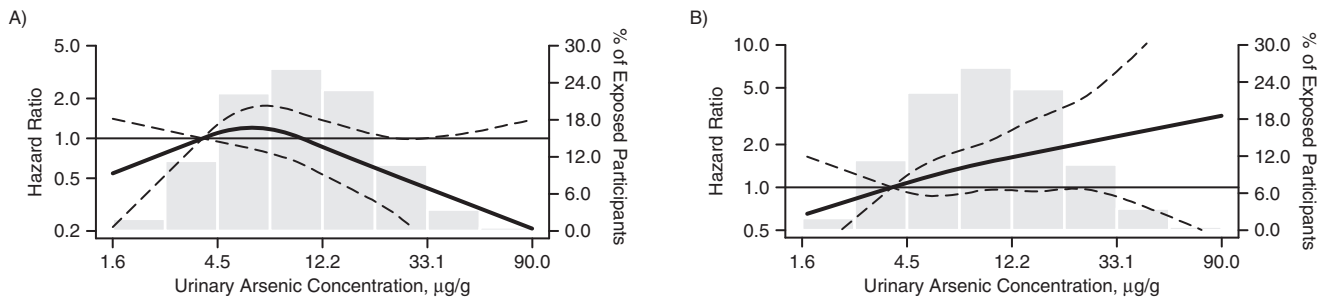 A)
5.0
2.0
1.0
0.5
0.2
Hazard Ratio
30.0
24.0
18.0
12.0
6.0
0.0
% of Exposed Participants
1.6 4.5 12.2 33.1 90.0
Urinary Arsenic Concentration, μg/g
B)
10.0
5.0
2.0
1.0
0.5
Hazard Ratio
30.0
24.0
18.0
12.0
6.0
0.0
% of Exposed Participants
1.6 4.5 12.2 33.1 90.0
Urinary Arsenic Concentration, μg/g